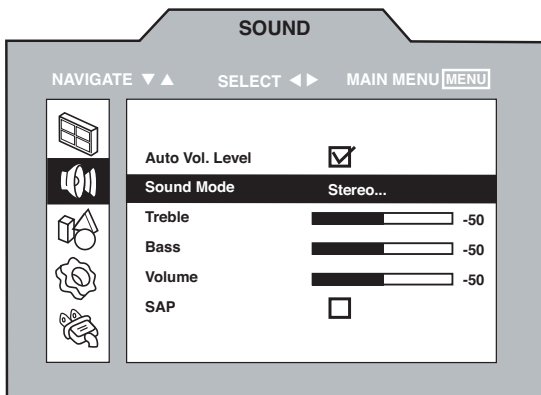 SOUND
NAVIGATE ▼▲ SELECT ◀▶ MAIN MENU MENU
Auto Vol. Level
Sound Mode Stereo...
Treble -50
Bass -50
Volume -50
SAP